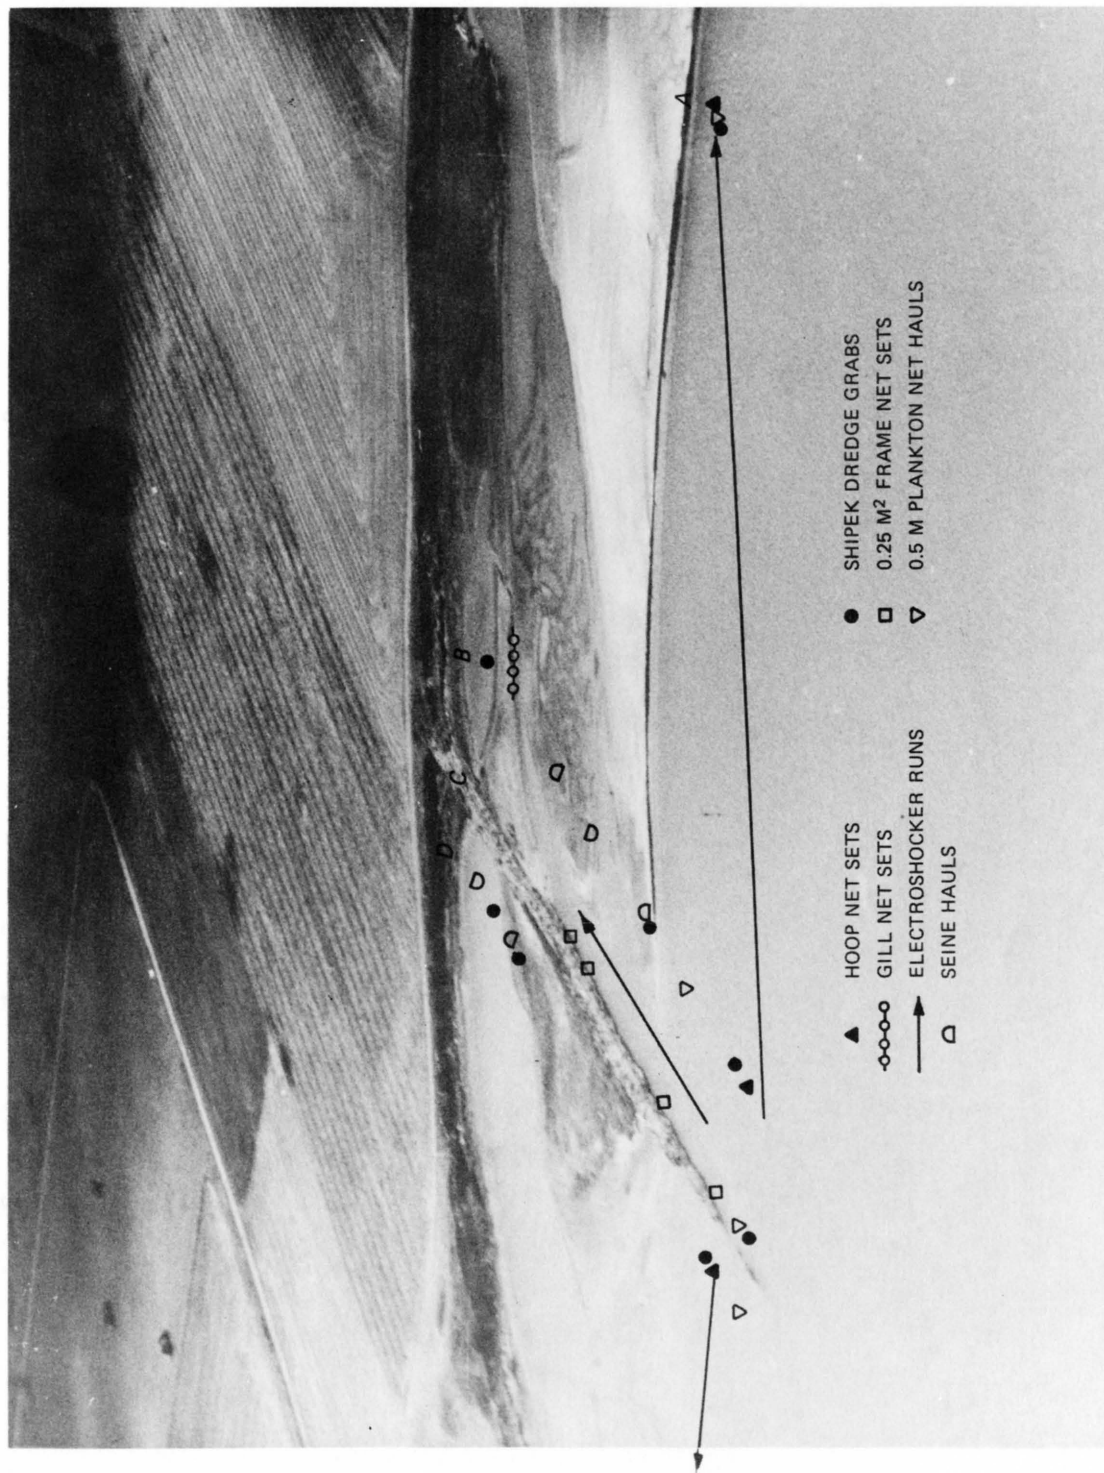 A
B
C
D
HOOP NET SETS
GILL NET SETS
ELECTROSHOCKER RUNS
SEINE HAULS
SHIPEK DREDGE GRABS
0.25 M² FRAME NET SETS
0.5 M PLANKTON NET HAULS